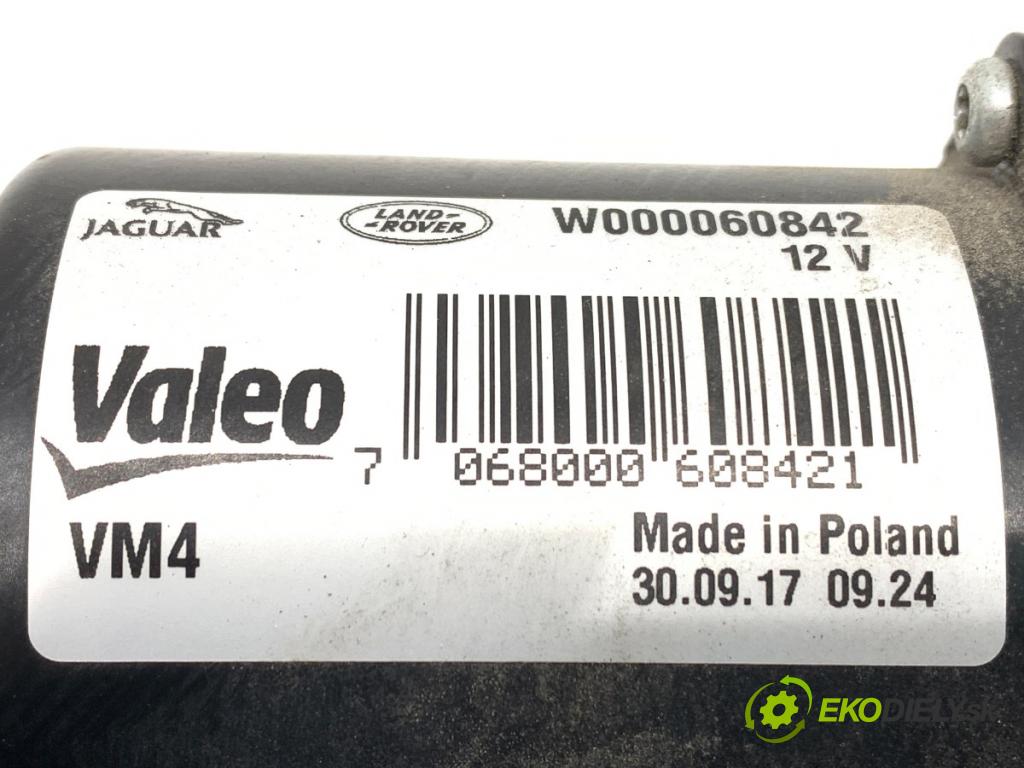 JAGUAR
LAND-
-ROVER
W000060842
12 V
Valeo
7 068000 608421
VM4
Made in Poland
30.09.17 09.24
EKODIELY.SK